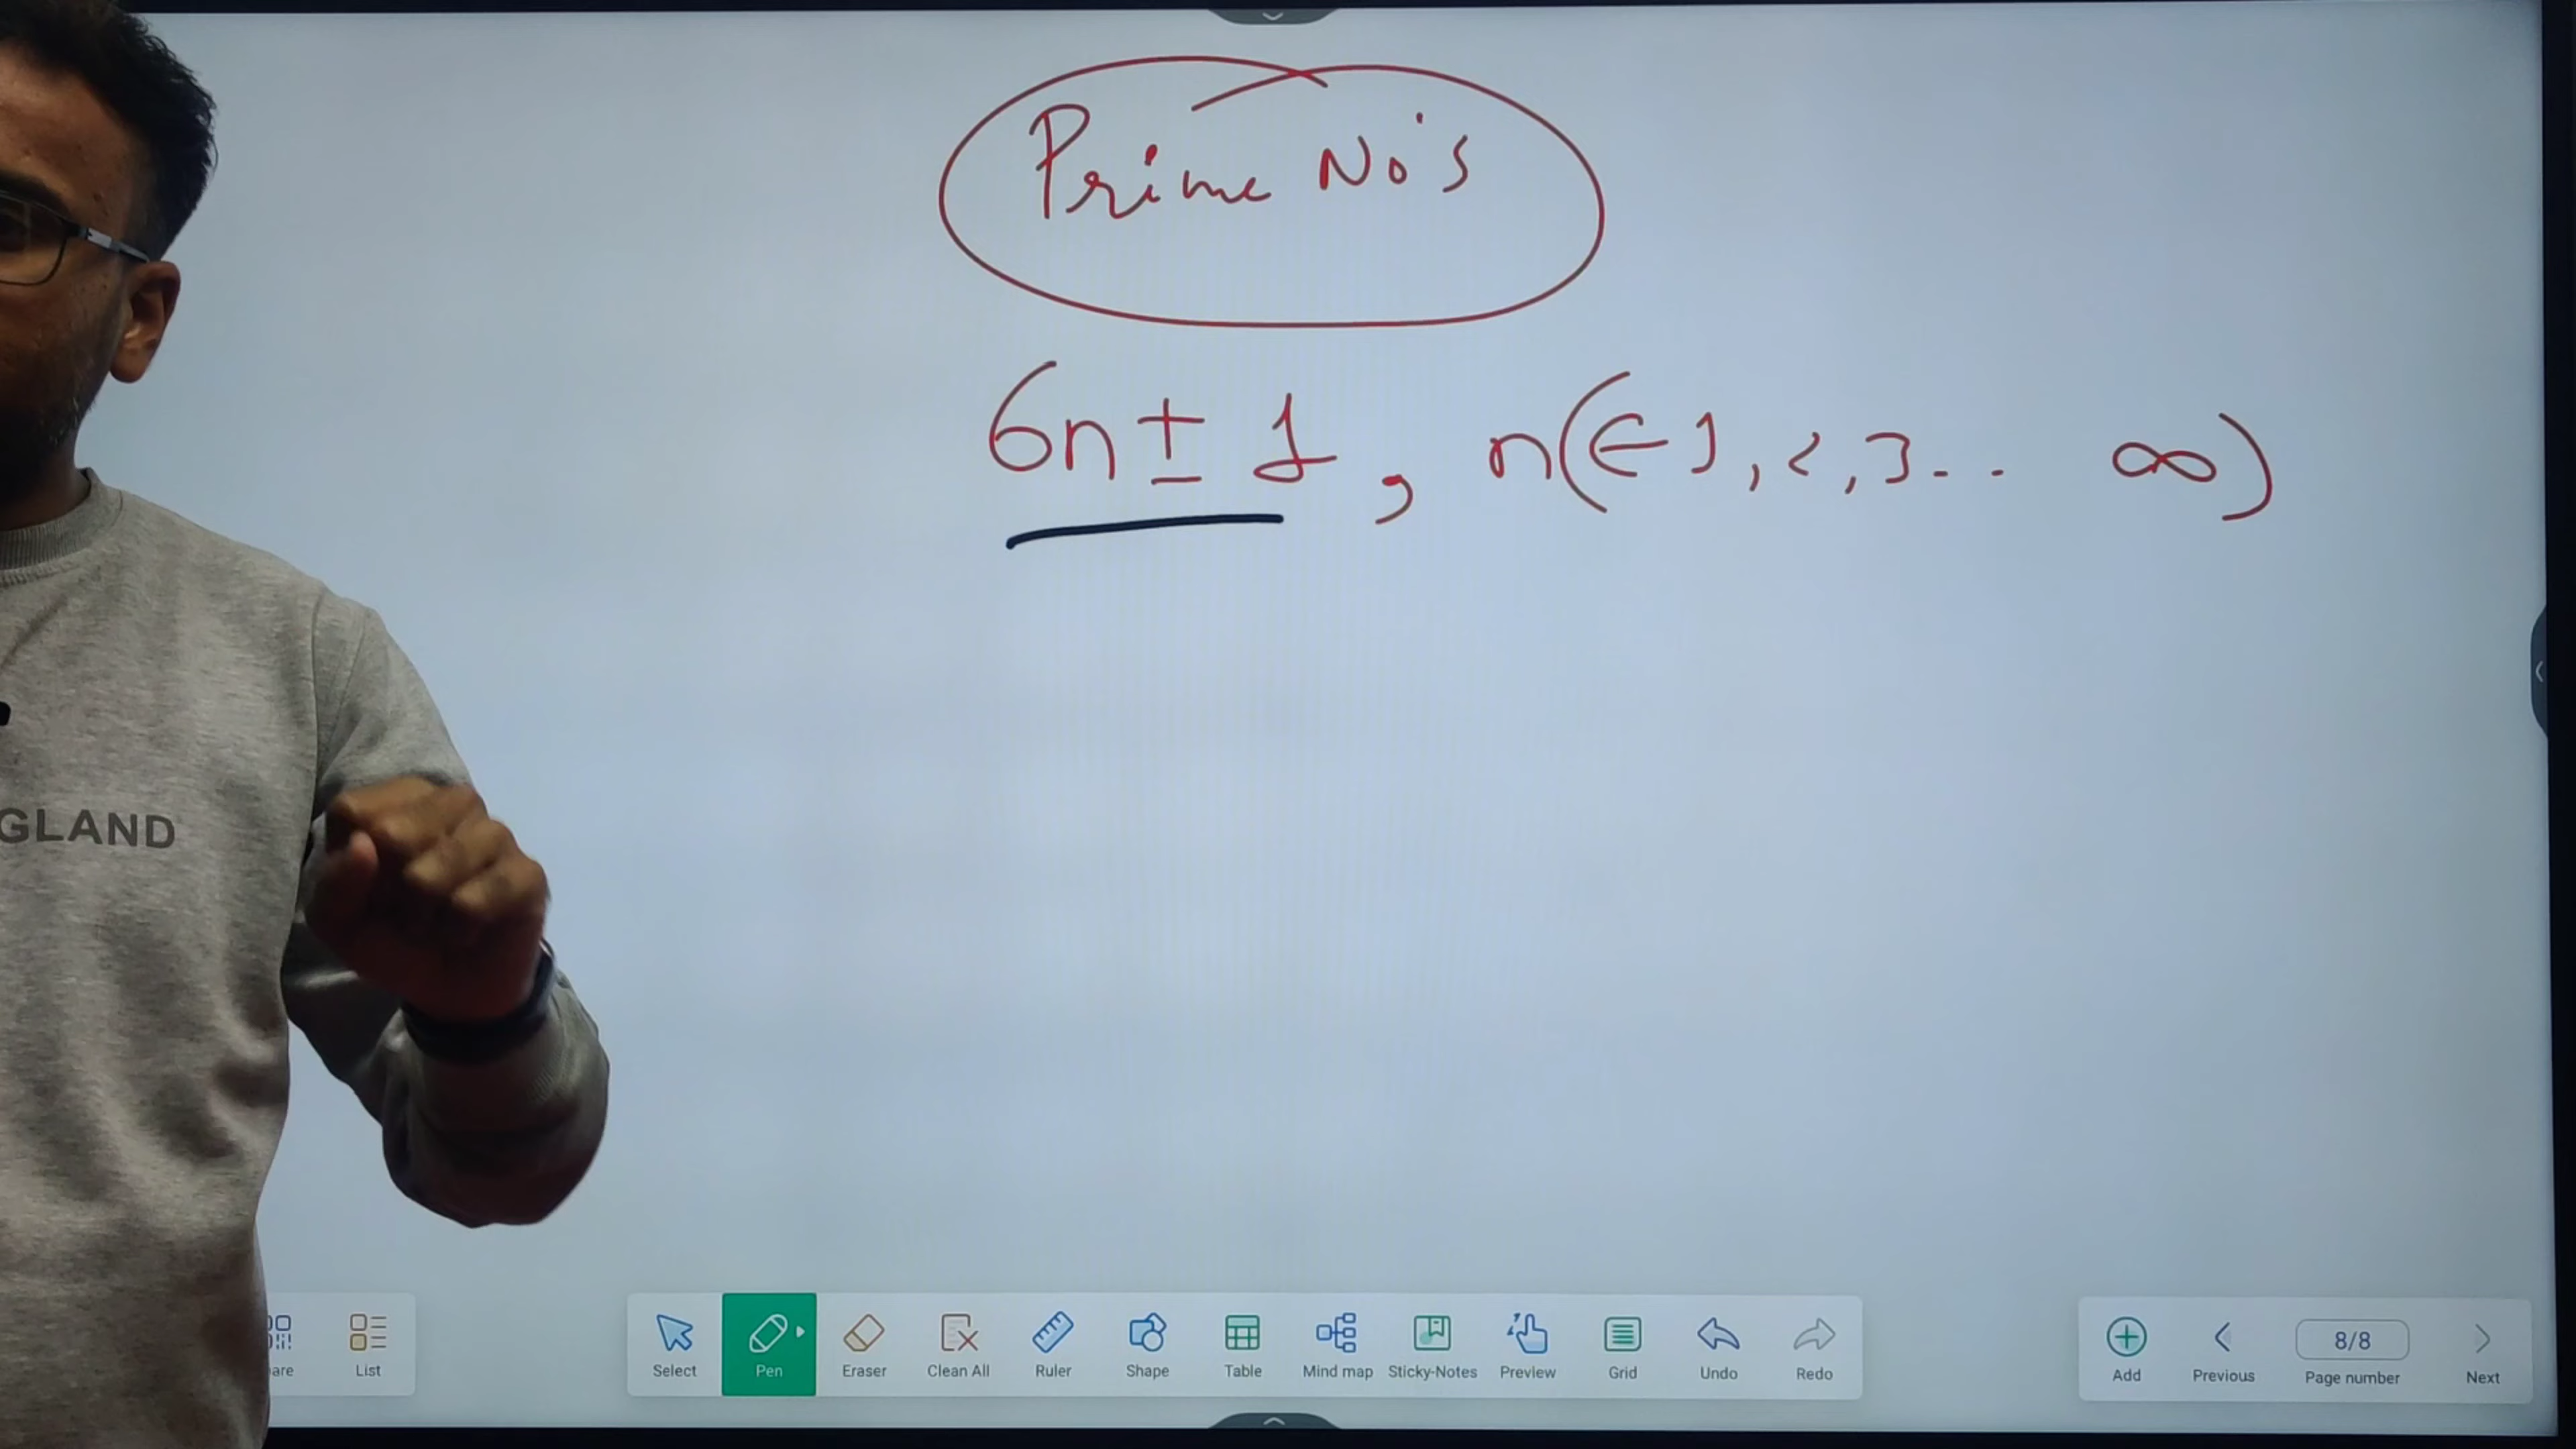 Prime No's
6n ± 1, n(∈ 1, 2, 3.. ∞)
GLAND
are
List
Select
Pen
Eraser
Clean All
Ruler
Shape
Table
Mind map
Sticky-Notes
Preview
Grid
Undo
Redo
Add
Previous
8/8
Page number
Next